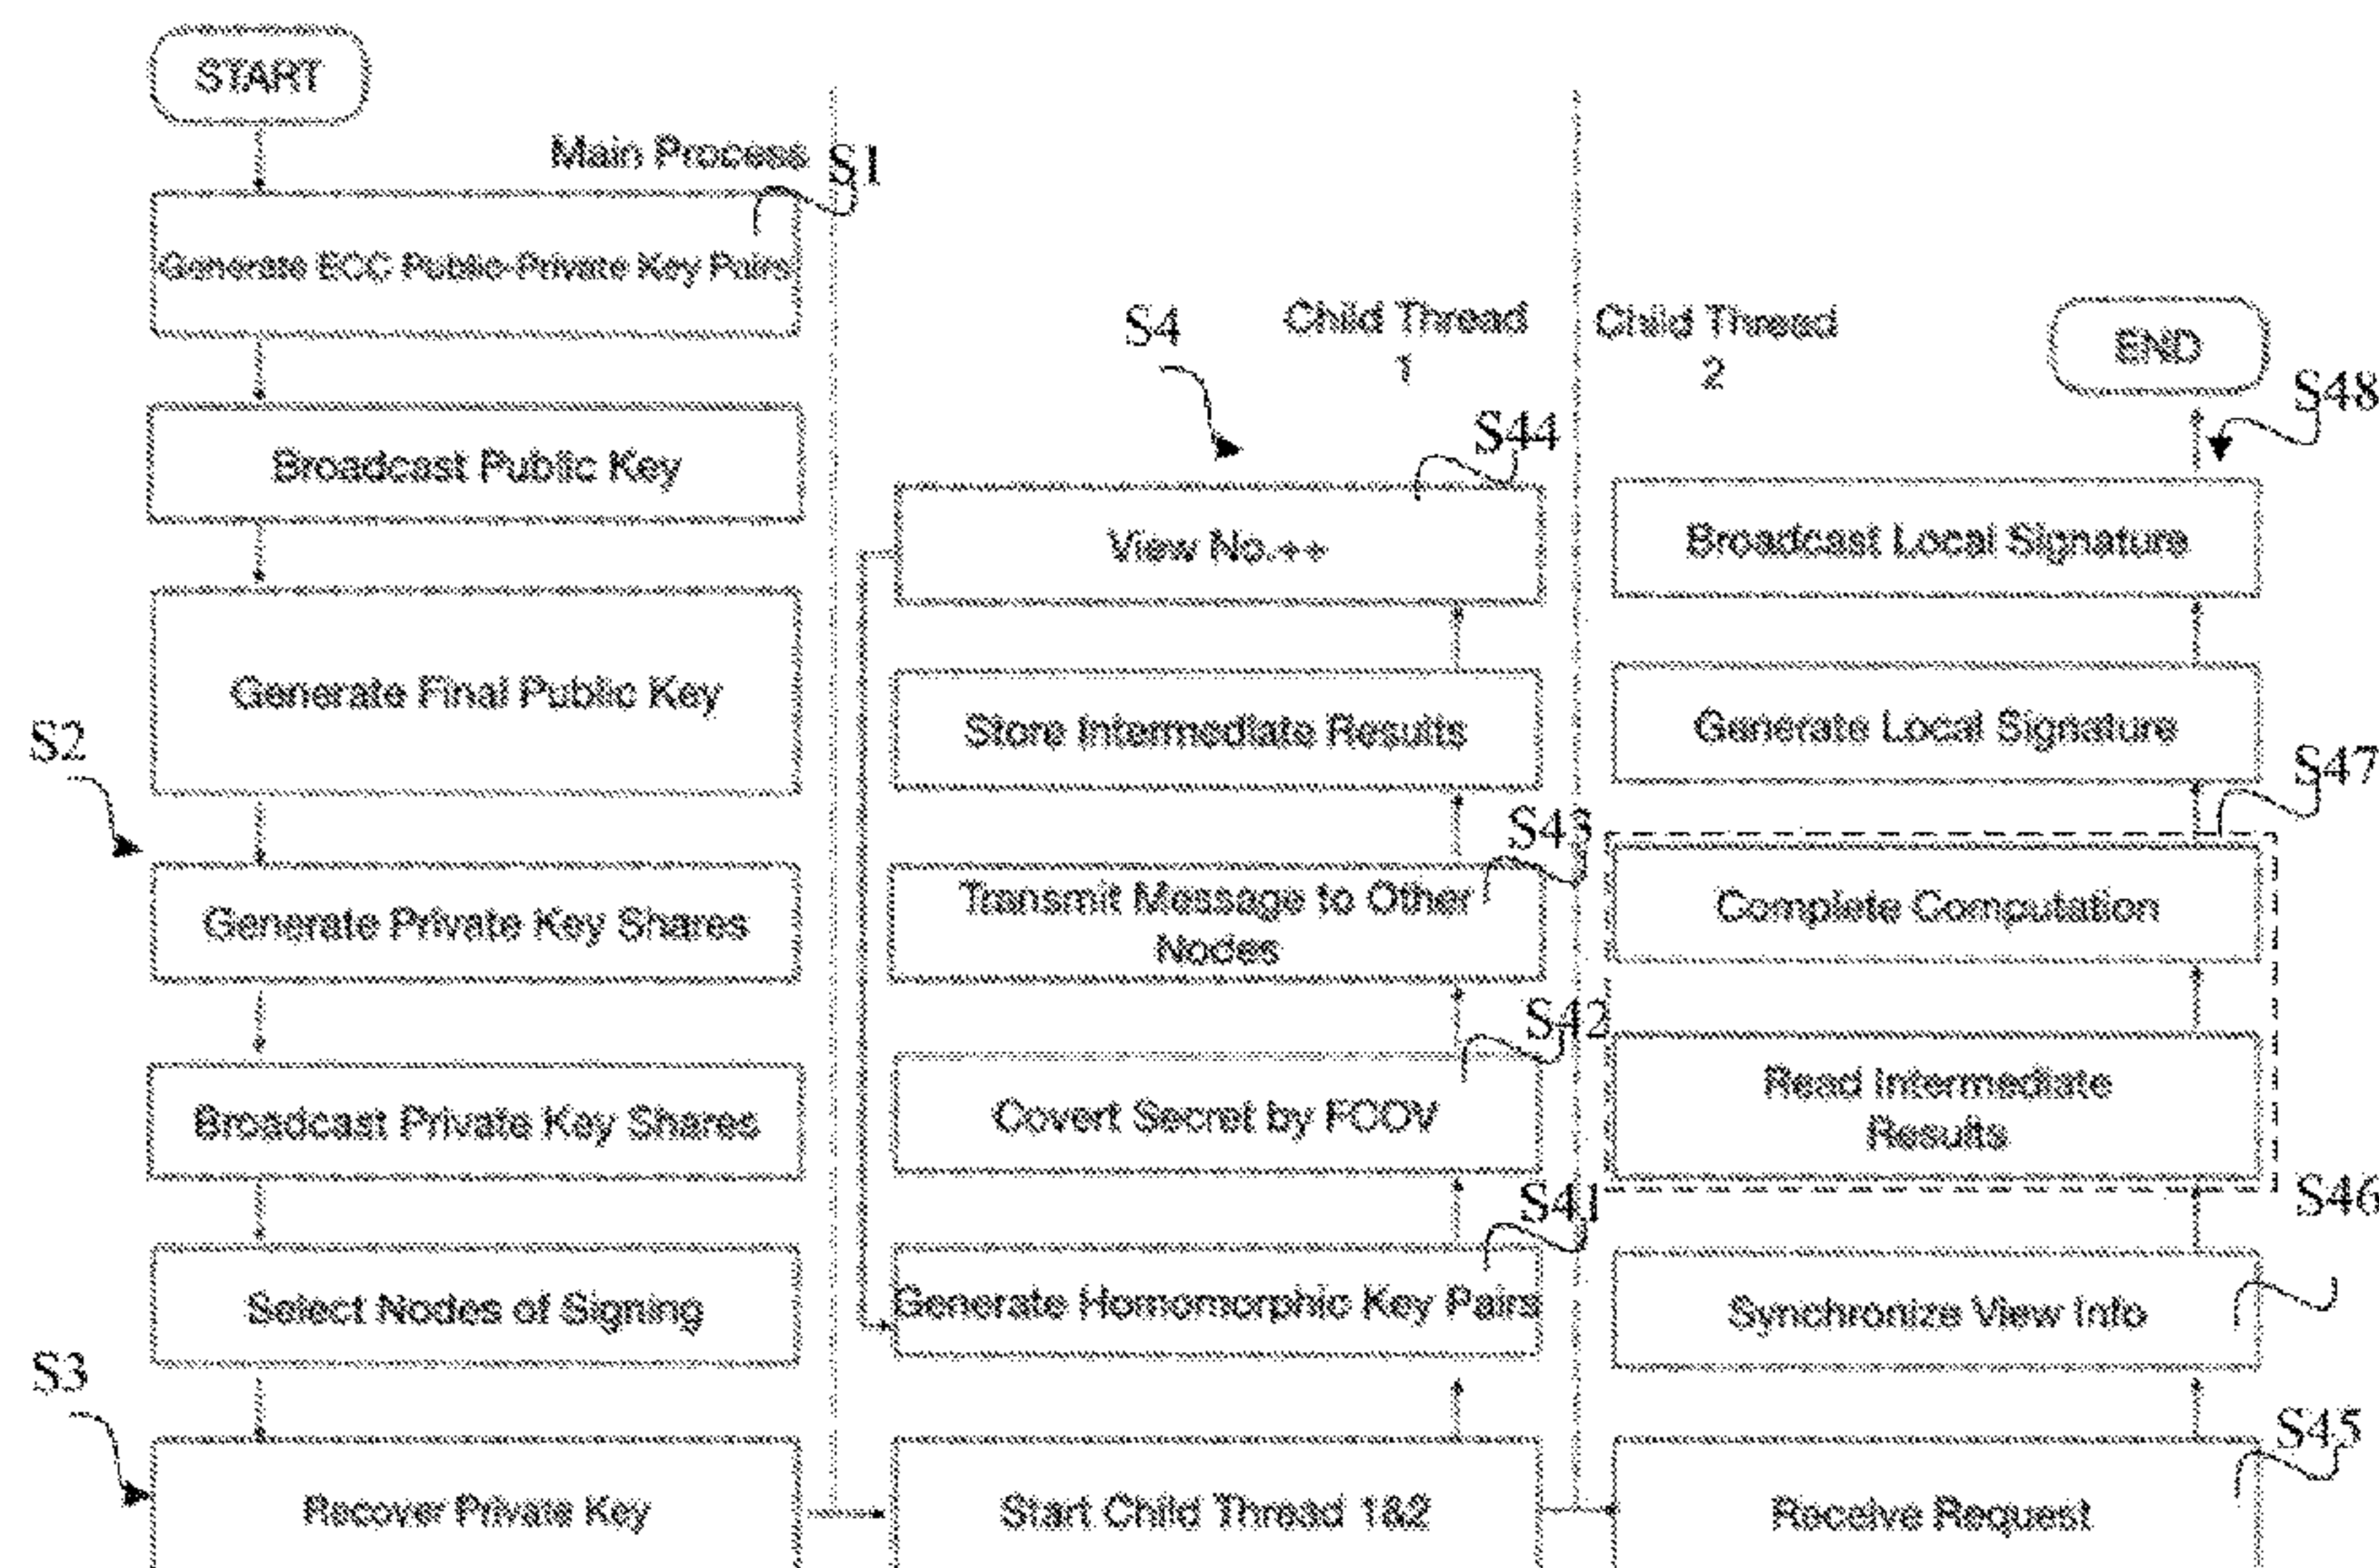 START
Main Process
S1
Generate ECC Public-Private Key Pairs
Broadcast Public Key
Generate Final Public Key
S2
Generate Private Key Shares
Broadcast Private Key Shares
Select Nodes of Signing
S3
Recover Private Key
S4
Child Thread
1
S44
View No.++
Store Intermediate Results
S43
Transmit Message to Other
Nodes
S42
Covert Secret by FCOV
S41
Generate Homomorphic Key Pairs
Start Child Thread 1&2
Child Thread
2
END
S48
Broadcast Local Signature
Generate Local Signature
S47
Complete Computation
Read Intermediate
Results
S46
Synchronize View Info
S45
Receive Request